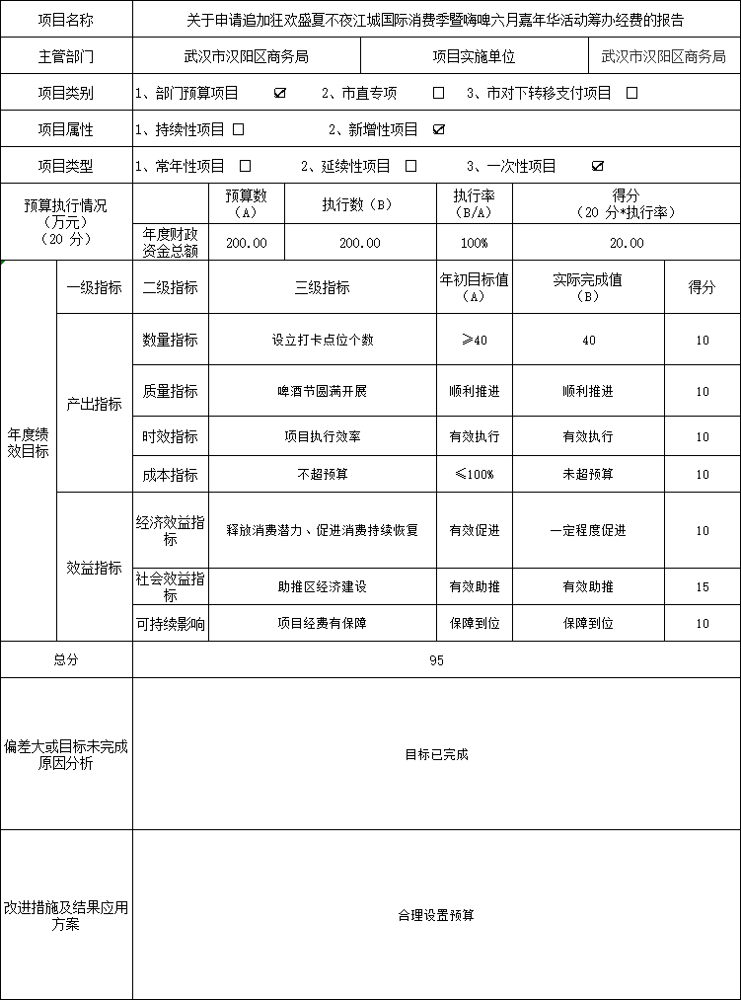 项目名称 关于申请追加狂欢盛夏不夜江城国际消费季暨嗨啤六月嘉年华活动筹办经费的报告
主管部门 武汉市汉阳区商务局 项目实施单位 武汉市汉阳区商务局
项目类别 1、部门预算项目 ☑ 2、市直专项 □ 3、市对下转移支付项目 □
项目属性 1、持续性项目 □ 2、新增性项目 ☑
项目类型 1、常年性项目 □ 2、延续性项目 □ 3、一次性项目 ☑
预算执行情况
（万元）
（20 分）
预算数
（A）
执行数（B）
执行率
（B/A）
得分
（20 分*执行率）
年度财政
资金总额
200.00 200.00 100% 20.00
年度绩
效目标
一级指标 二级指标 三级指标
年初目标值
（A）
实际完成值
（B）
得分
产出指标
数量指标 设立打卡点位个数 ≥40 40 10
质量指标 啤酒节圆满开展 顺利推进 顺利推进 10
时效指标 项目执行效率 有效执行 有效执行 10
成本指标 不超预算 ≤100% 未超预算 10
效益指标
经济效益指
标
释放消费潜力、促进消费持续恢复 有效促进 一定程度促进 10
社会效益指
标
助推区经济建设 有效助推 有效助推 15
可持续影响 项目经费有保障 保障到位 保障到位 10
总分 95
偏差大或目标未完成
原因分析
目标已完成
改进措施及结果应用
方案
合理设置预算